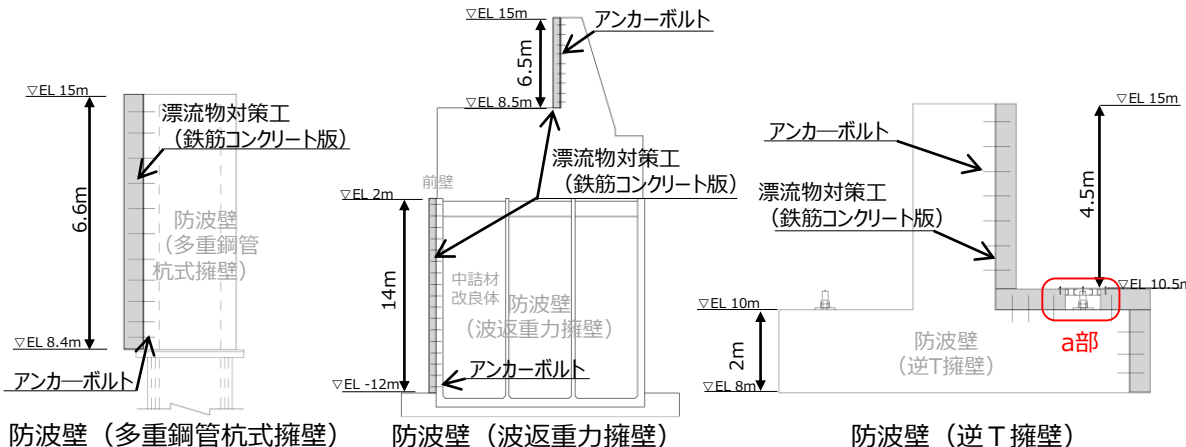 ▽EL 15m
6.6m
漂流物対策工
（鉄筋コンクリート版）
防波壁
（多重鋼管
杭式擁壁）
▽EL 8.4m
アンカーボルト
防波壁（多重鋼管杭式擁壁）
▽EL 15m
アンカーボルト
6.5m
▽EL 8.5m
漂流物対策工
（鉄筋コンクリート版）
前壁
▽EL 2m
14m
中詰材
改良体
防波壁
（波返重力擁壁）
アンカーボルト
▽EL -12m
防波壁（波返重力擁壁）
▽EL 15m
アンカーボルト
4.5m
漂流物対策工
（鉄筋コンクリート版）
▽EL 10.5m
▽EL 10m
a部
2m
防波壁
（逆T擁壁）
▽EL 8m
防波壁（逆Ｔ擁壁）